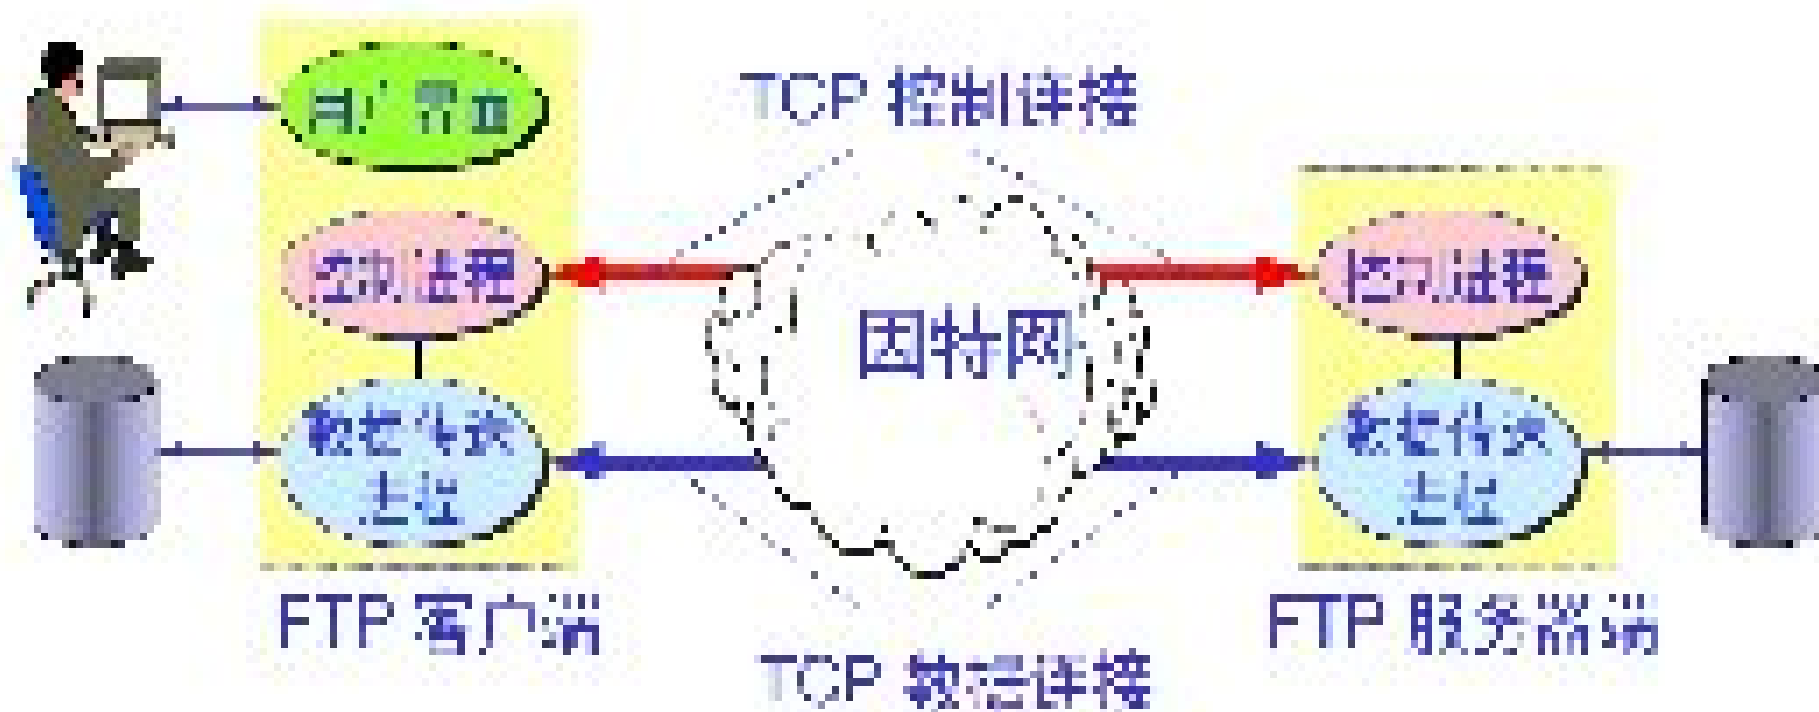 用户界面
TCP 控制连接
控制进程
控制进程
因特网
数据传送
进程
数据传送
进程
FTP 客户端
FTP 服务器端
TCP 数据连接